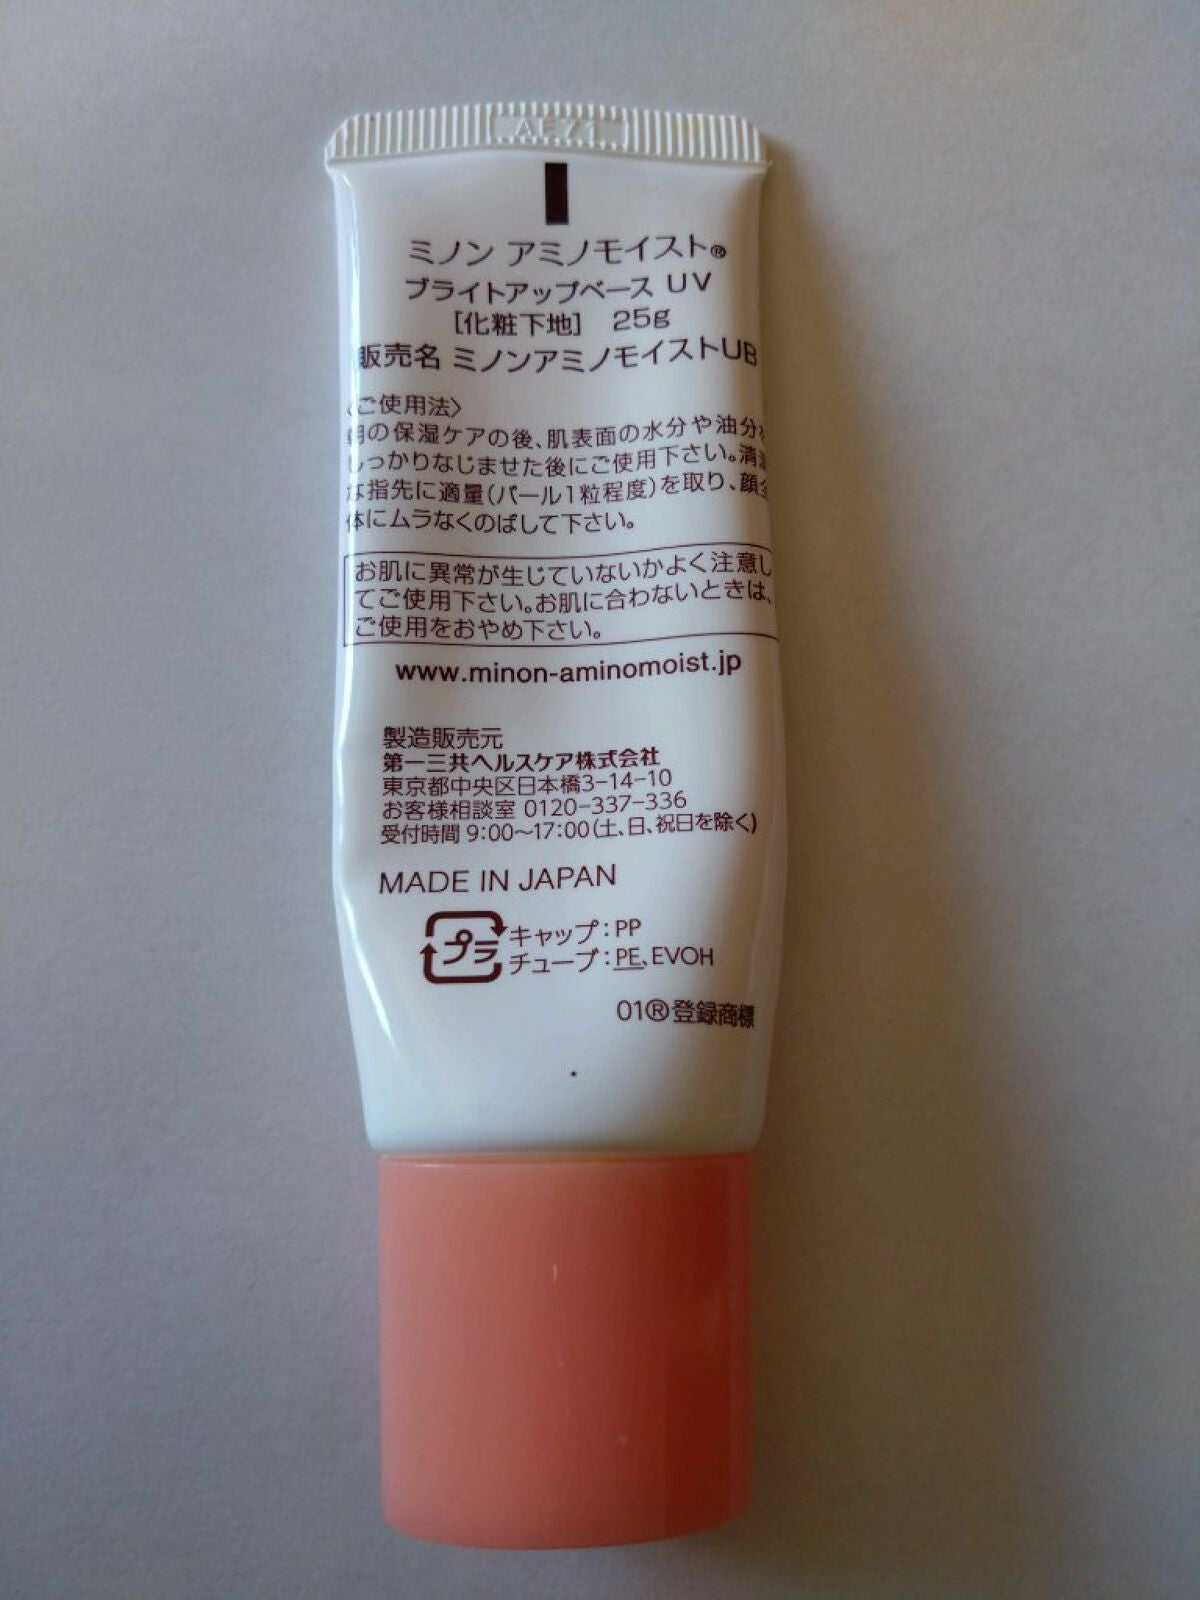 AE71
ミノン アミノモイスト®
ブライトアップベース UV
[化粧下地] 25g
販売名 ミノンアミノモイストUB
〈ご使用法〉
朝の保湿ケアの後、肌表面の水分や油分を
しっかりなじませた後にご使用下さい。清潔
な指先に適量(パール1粒程度)を取り、顔全
体にムラなくのばして下さい。
お肌に異常が生じていないかよく注意し
てご使用下さい。お肌に合わないときは、
ご使用をおやめ下さい。
www.minon-aminomoist.jp
製造販売元
第一三共ヘルスケア株式会社
東京都中央区日本橋3-14-10
お客様相談室 0120-337-336
受付時間 9:00〜17:00(土、日、祝日を除く)
MADE IN JAPAN
プラ
キャップ:PP
チューブ:PE、EVOH
01®登録商標